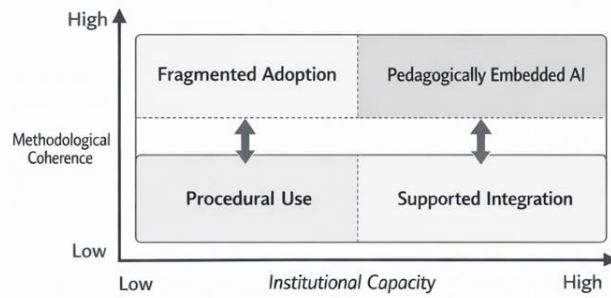 High
Fragmented Adoption
Pedagogically Embedded AI
Methodological
Coherence
Procedural Use
Supported Integration
Low
Low
Institutional Capacity
High